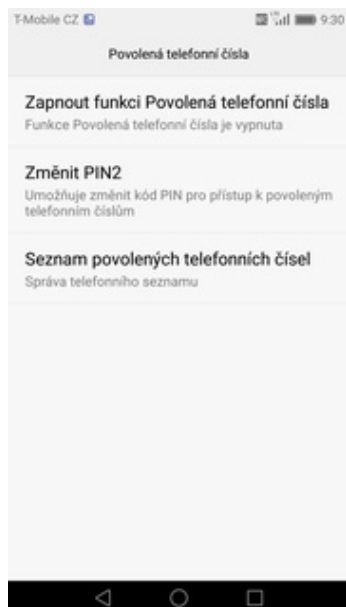 T-Mobile CZ 9:30
Povolená telefonní čísla
Zapnout funkci Povolená telefonní čísla
Funkce Povolená telefonní čísla je vypnuta
Změnit PIN2
Umožňuje změnit kód PIN pro přístup k povoleným
telefonním číslům
Seznam povolených telefonních čísel
Správa telefonního seznamu